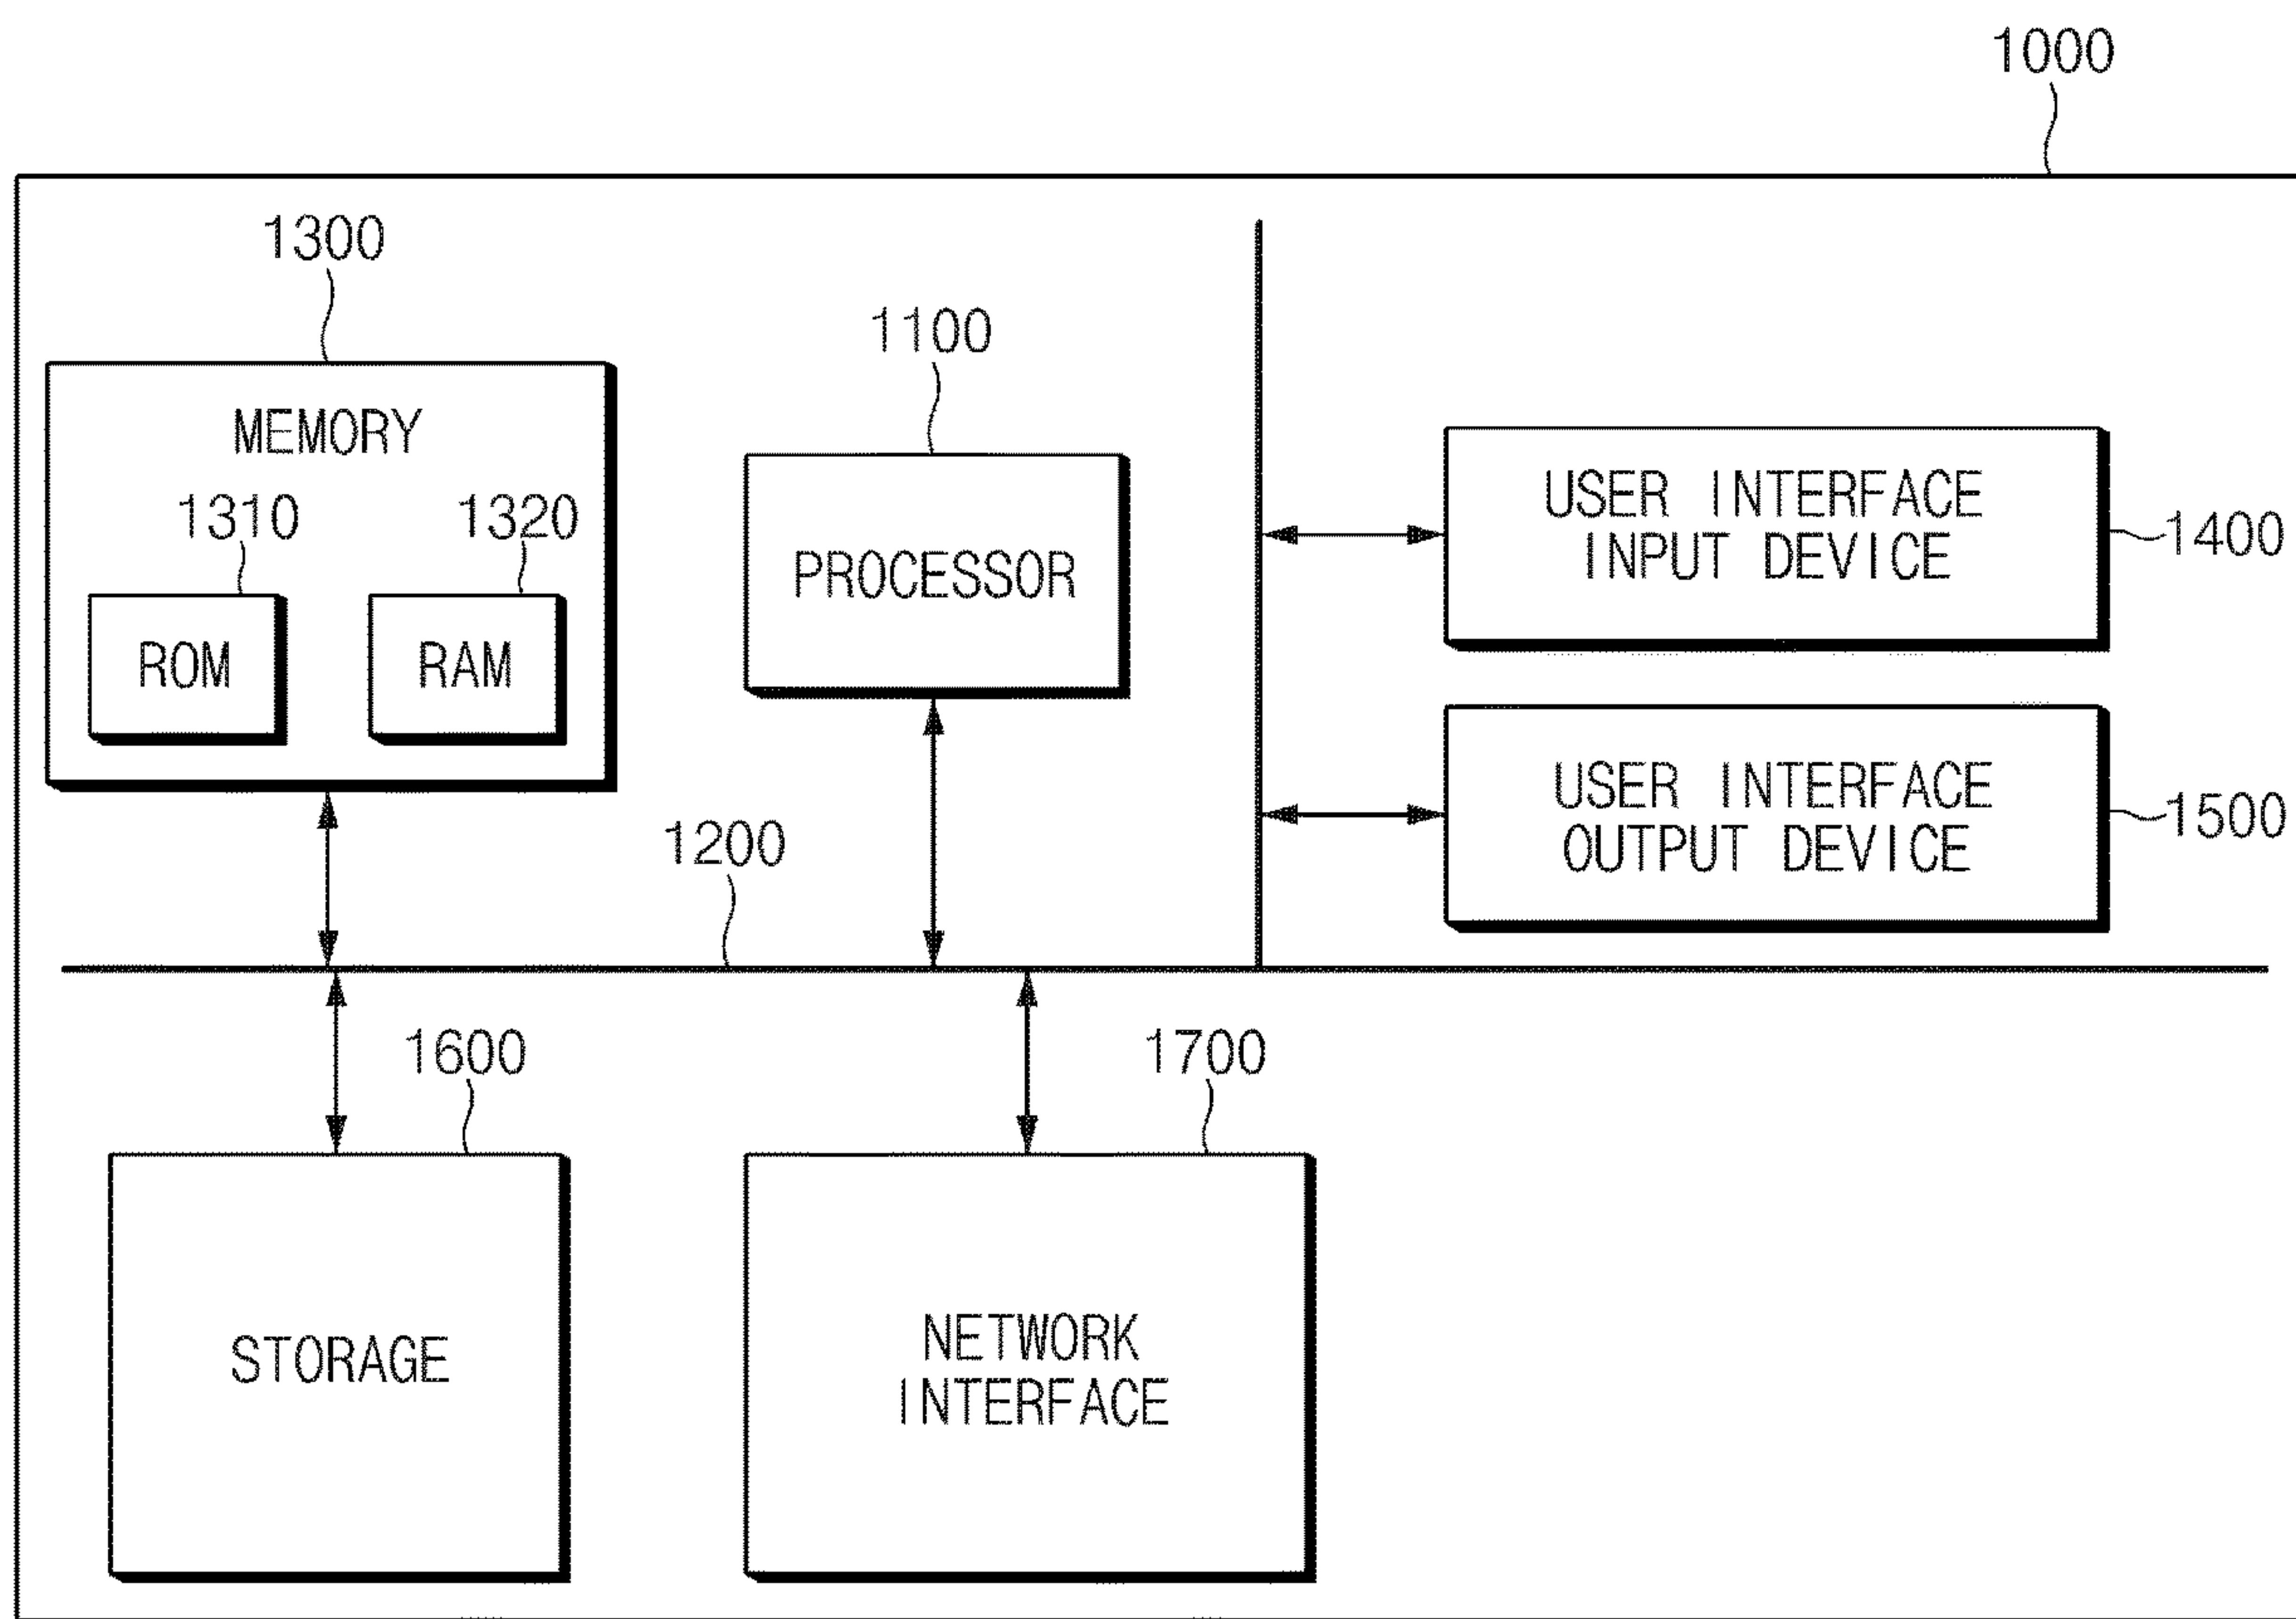 1000
1300
1100
MEMORY
1310
1320
ROM
RAM
PROCESSOR
USER INTERFACE
INPUT DEVICE
1400
USER INTERFACE
OUTPUT DEVICE
1500
1200
1600
1700
STORAGE
NETWORK
INTERFACE